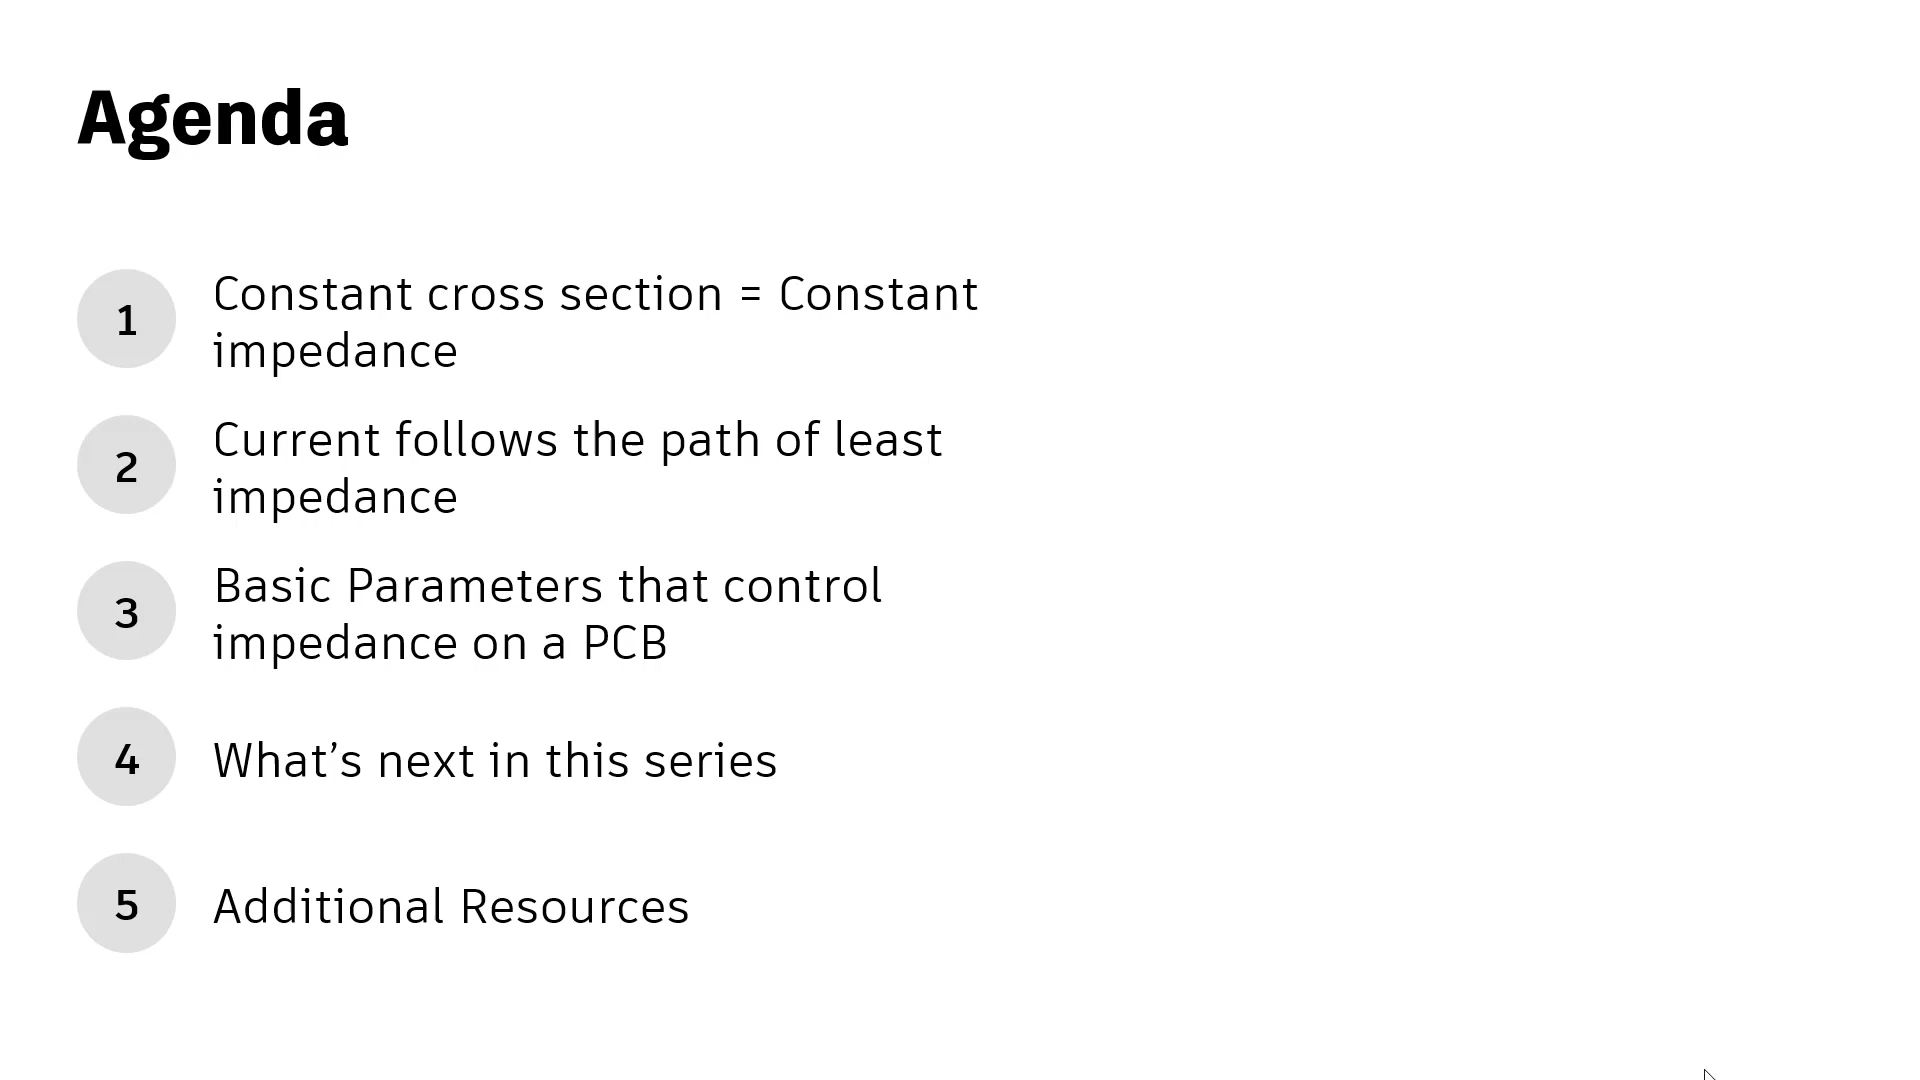 Agenda
1
Constant cross section = Constant
impedance
2
Current follows the path of least
impedance
3
Basic Parameters that control
impedance on a PCB
4
What’s next in this series
5
Additional Resources